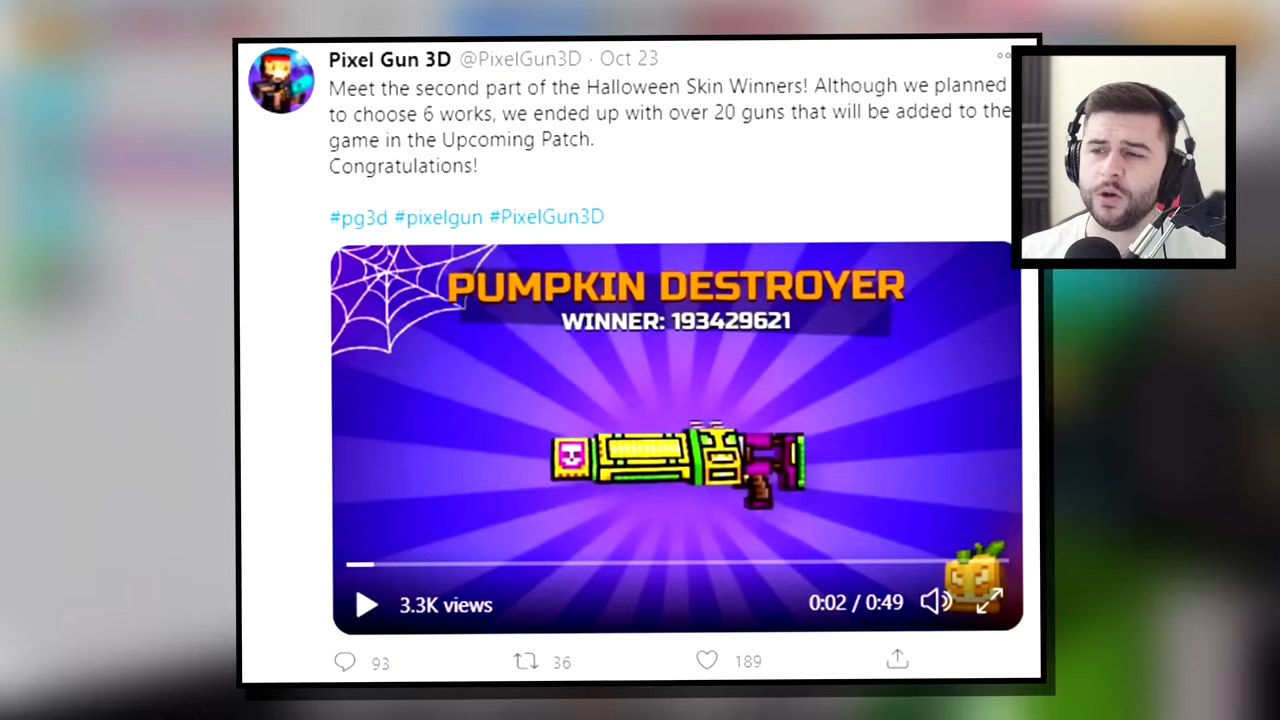 Pixel Gun 3D @PixelGun3D · Oct 23
Meet the second part of the Halloween Skin Winners! Although we planned
to choose 6 works, we ended up with over 20 guns that will be added to the
game in the Upcoming Patch.
Congratulations!
#pg3d #pixelgun #PixelGun3D
PUMPKIN DESTROYER
WINNER: 193429621
3.3K views
0:02 / 0:49
93
36
189